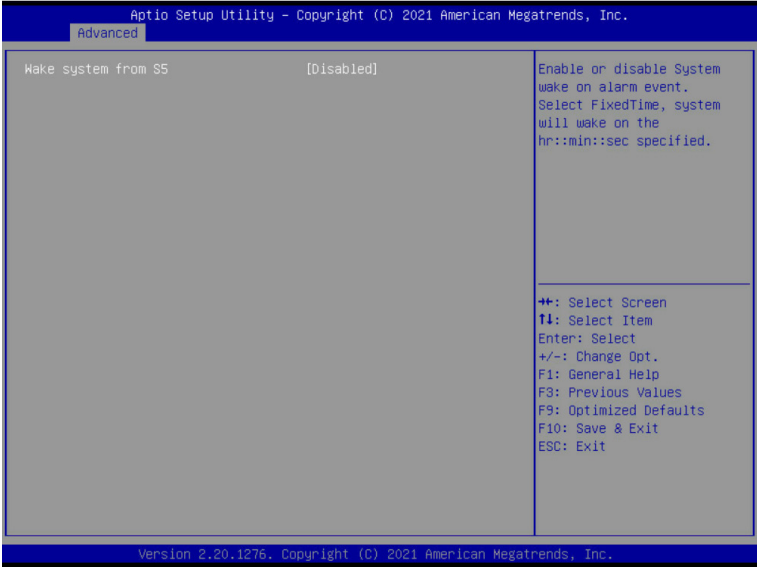 Aptio Setup Utility – Copyright (C) 2021 American Megatrends, Inc.
Advanced
Wake system from S5 [Disabled]
Enable or disable System
wake on alarm event.
Select FixedTime, system
will wake on the
hr::min::sec specified.
→←: Select Screen
↑↓: Select Item
Enter: Select
+/-: Change Opt.
F1: General Help
F3: Previous Values
F9: Optimized Defaults
F10: Save & Exit
ESC: Exit
Version 2.20.1276. Copyright (C) 2021 American Megatrends, Inc.